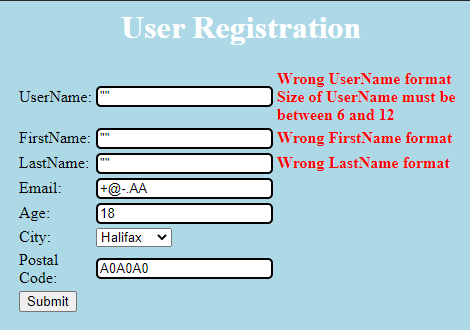 User Registration
Wrong UserName format
UserName: "" Size of UserName must be
between 6 and 12
FirstName: "" Wrong FirstName format
LastName: "" Wrong LastName format
Email: +@-.AA
Age: 18
City: Halifax
Postal
Code: A0A0A0
Submit